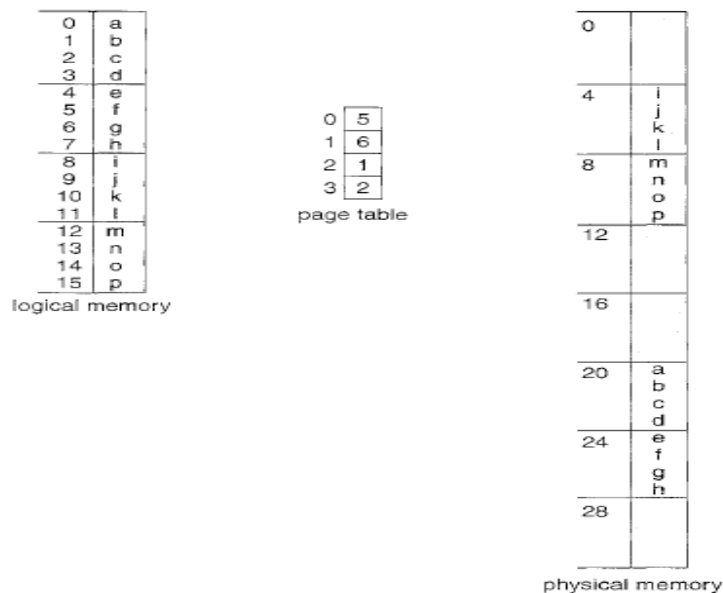 0 a
1 b
2 c
3 d
4 e
5 f
6 g
7 h
8 i
9 j
10 k
11 l
12 m
13 n
14 o
15 p
logical memory
0 5
1 6
2 1
3 2
page table
0
4 i
j
k
l
8 m
n
o
p
12
16
20 a
b
c
d
24 e
f
g
h
28
physical memory